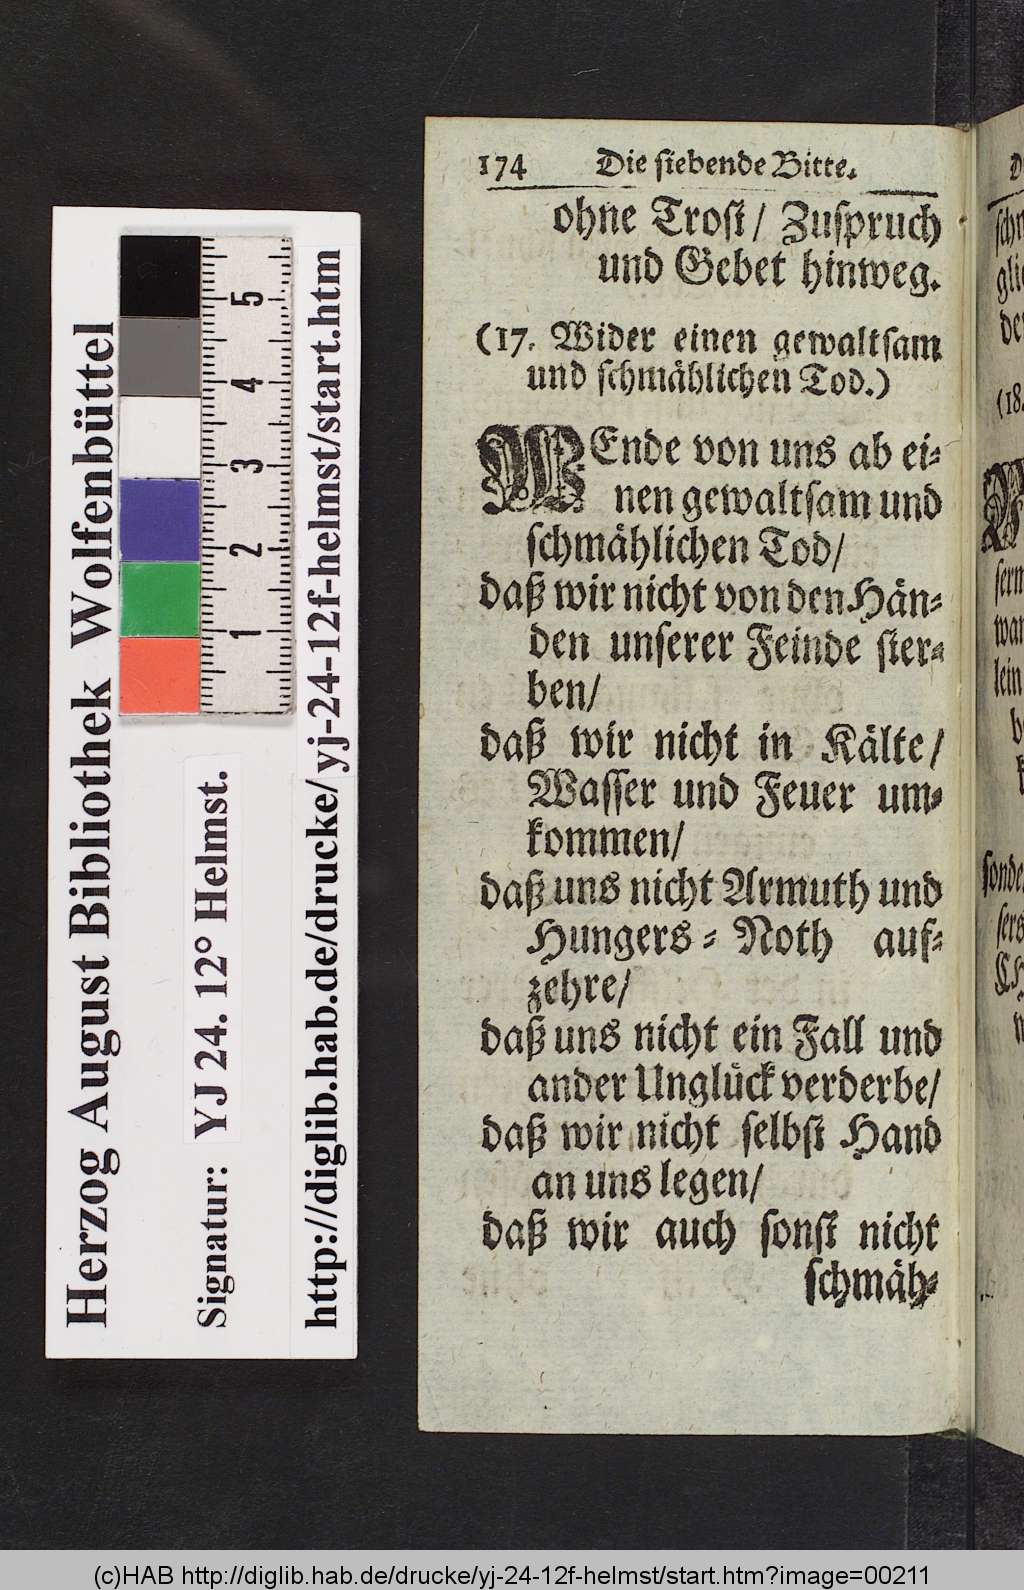 174 Die siebende Bitte.
ohne Trost/ Zuspruch
und Gebet hinweg.
(17. Wider einen gewaltsam
und schmählichen Tod.)
WEnde von uns ab ei-
nen gewaltsam und
schmählichen Tod/
daß wir nicht von den Hän-
den unserer Feinde ster-
ben/
daß wir nicht in Kälte/
Wasser und Feuer um-
kommen/
daß uns nicht Armuth und
Hungers-Noth auf-
zehre/
daß uns nicht ein Fall und
ander Unglück verderbe/
daß wir nicht selbst Hand
an uns legen/
daß wir auch sonst nicht
schmäh-
Herzog August Bibliothek Wolfenbüttel
Signatur: YJ 24. 12° Helmst.
http://diglib.hab.de/drucke/yj-24-12f-helmst/start.htm
1 2 3 4 5
(18.
(c)HAB http://diglib.hab.de/drucke/yj-24-12f-helmst/start.htm?image=00211